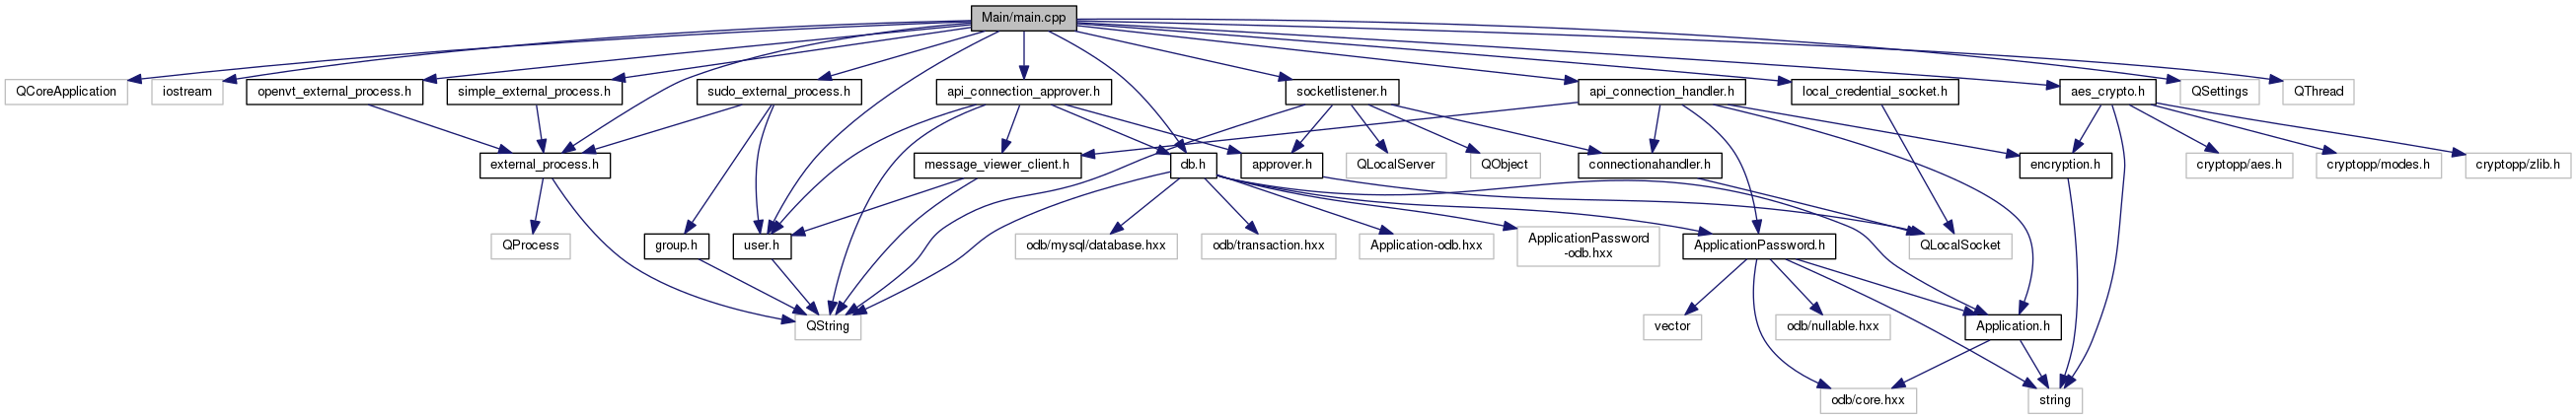 Main/main.cpp
QCoreApplication
iostream
openvt_external_process.h
simple_external_process.h
sudo_external_process.h
api_connection_approver.h
socketlistener.h
api_connection_handler.h
local_credential_socket.h
aes_crypto.h
QSettings
QThread
external_process.h
message_viewer_client.h
db.h
approver.h
QLocalServer
QObject
connectionahandler.h
encryption.h
cryptopp/aes.h
cryptopp/modes.h
cryptopp/zlib.h
QProcess
group.h
user.h
odb/mysql/database.hxx
odb/transaction.hxx
Application-odb.hxx
ApplicationPassword
-odb.hxx
ApplicationPassword.h
QLocalSocket
QString
vector
odb/nullable.hxx
Application.h
odb/core.hxx
string